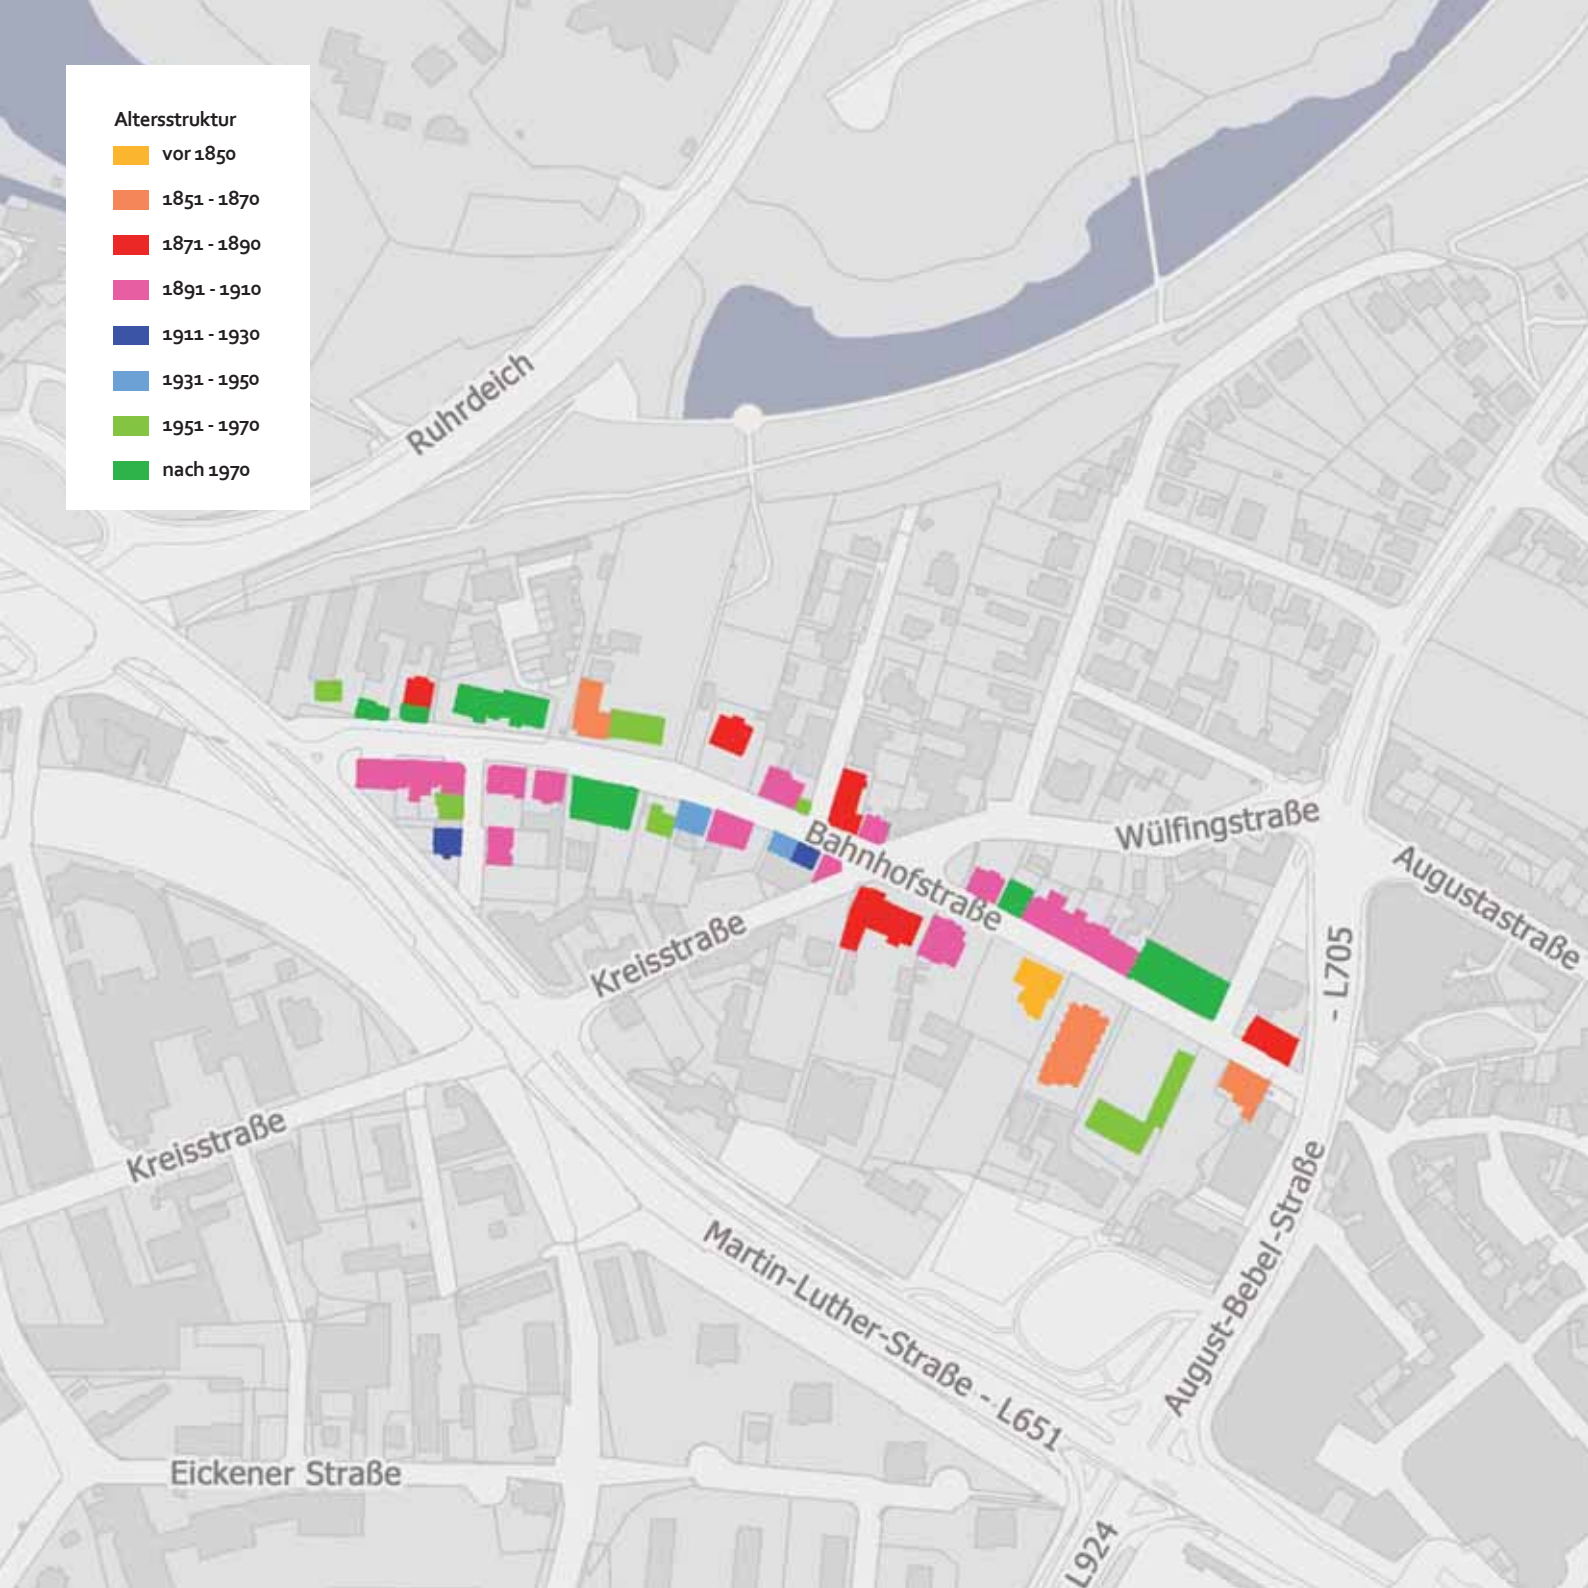 Altersstruktur
vor 1850
1851 - 1870
1871 - 1890
1891 - 1910
1911 - 1930
1931 - 1950
1951 - 1970
nach 1970
Ruhrdeich
Bahnhofstraße
Wülfingstraße
Augustastraße
- L705
Kreisstraße
Kreisstraße
August-Bebel-Straße
Martin-Luther-Straße - L651
Eickener Straße
L924